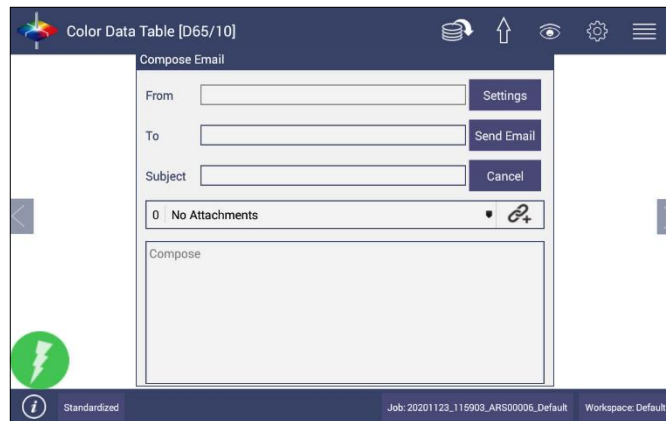 Color Data Table [D65/10]
Compose Email
From
Settings
To
Send Email
Subject
Cancel
0 No Attachments
Compose
i Standardized Job: 20201123_115903_ARS00006_Default Workspace: Default